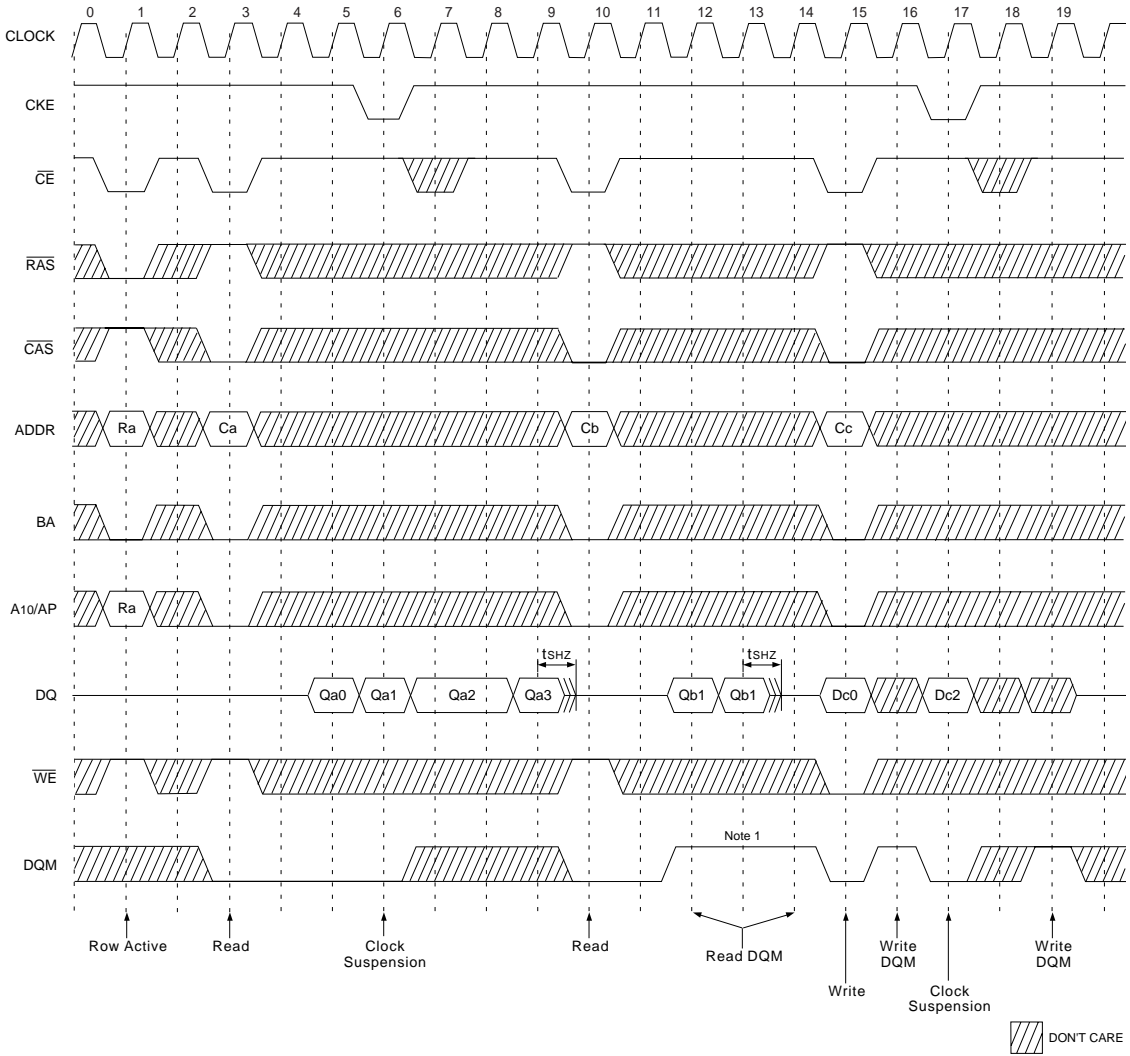 0 1 2 3 4 5 6 7 8 9 10 11 12 13 14 15 16 17 18 19
CLOCK
CKE
CE
RAS
CAS
ADDR Ra Ca Cb Cc
BA
A10/AP Ra
tSHZ tSHZ
DQ Qa0 Qa1 Qa2 Qa3 Qb1 Qb1 Dc0 Dc2
WE
Note 1
DQM
Row Active Read Clock Suspension Read Read DQM Write DQM Write DQM
Write Clock Suspension
DON'T CARE